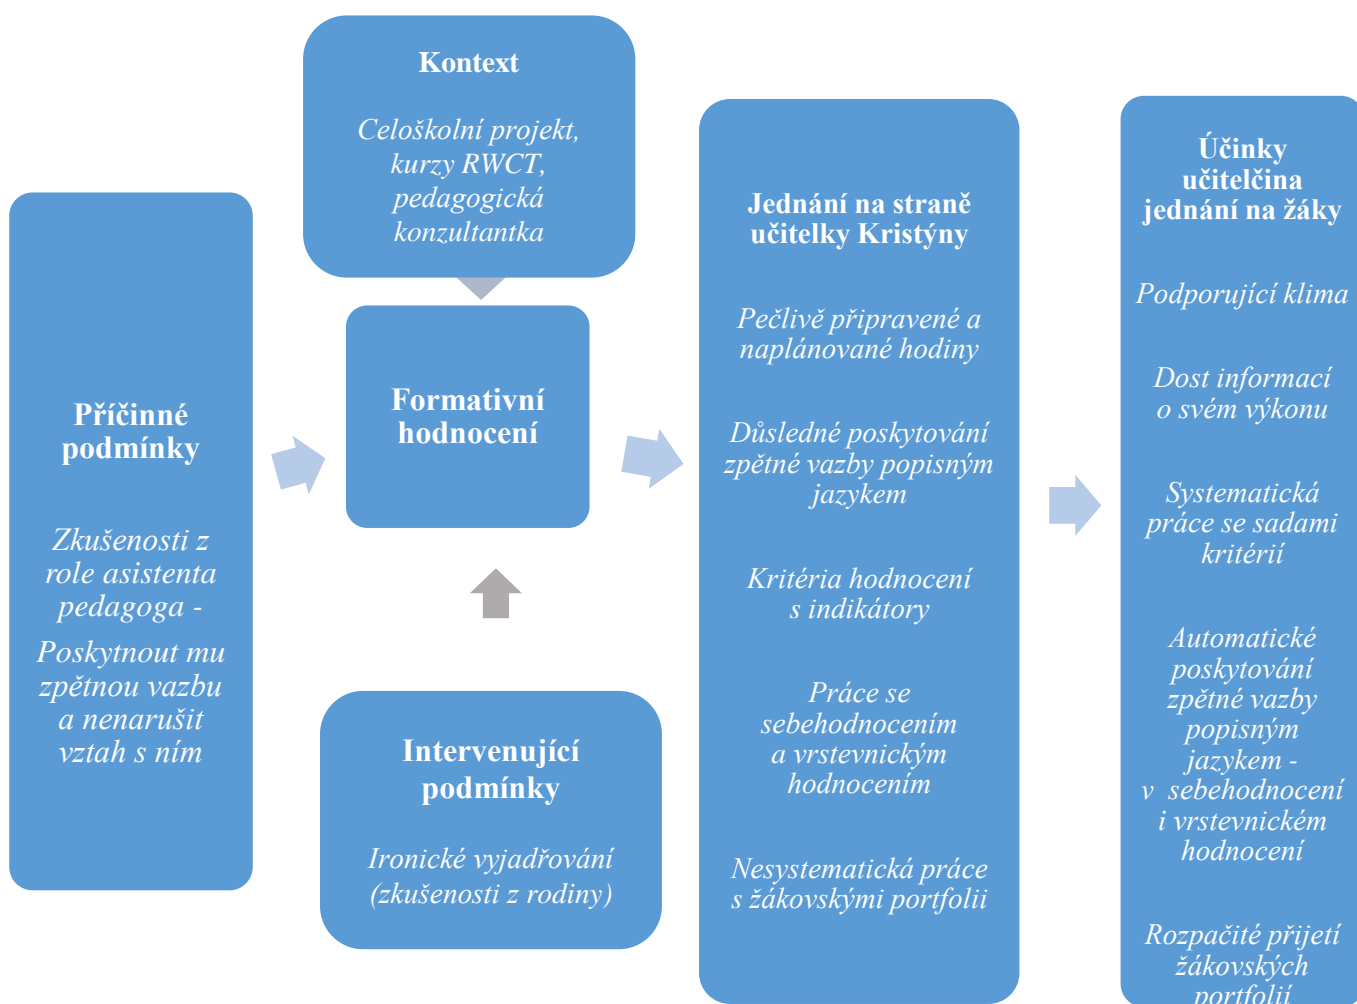 Kontext
Celoškolní projekt,
kurzy RWCT,
pedagogická
konzultantka
Příčinné
podmínky
Zkušenosti z
role asistenta
pedagoga -
Poskytnout mu
zpětnou vazbu
a nenarušit
vztah s ním
Formativní
hodnocení
Intervenující
podmínky
Ironické vyjadřování
(zkušenosti z rodiny)
Jednání na straně
učitelky Kristýny
Pečlivě připravené a
naplánované hodiny
Důsledné poskytování
zpětné vazby popisným
jazykem
Kritéria hodnocení
s indikátory
Práce se
sebehodnocením
a vrstevnickým
hodnocením
Nesystematická práce
s žákovskými portfolii
Účinky
učitelčina
jednání na žáky
Podporující klima
Dost informací
o svém výkonu
Systematická
práce se sadami
kritérií
Automatické
poskytování
zpětné vazby
popisným
jazykem -
v sebehodnocení
i vrstevnickém
hodnocení
Rozpačité přijetí
žákovských
portfolií